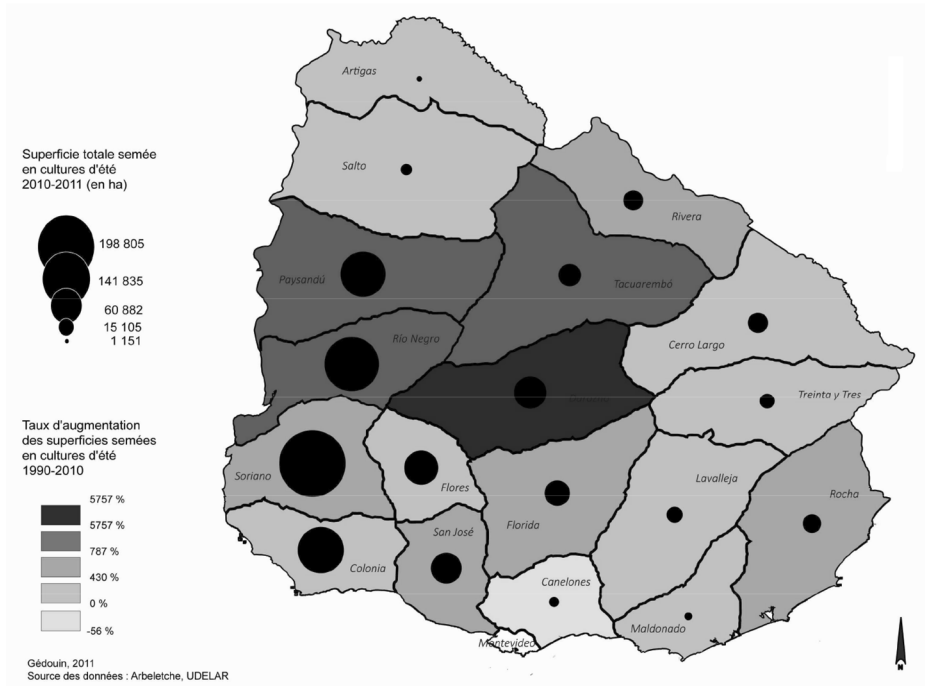 Superficie totale semée
en cultures d'été
2010-2011 (en ha)
198 805
141 835
60 882
15 105
1 151
Taux d'augmentation
des superficies semées
en cultures d'été
1990-2010
5757 %
5757 %
787 %
430 %
0 %
-56 %
Artigas
Salto
Rivera
Paysandú
Tacuarembó
Río Negro
Cerro Largo
Durazno
Treinta y Tres
Soriano
Flores
Lavalleja
Rocha
San José
Florida
Colonia
Canelones
Maldonado
Montevideo
N
Gédouin, 2011
Source des données : Arbeletche, UDELAR